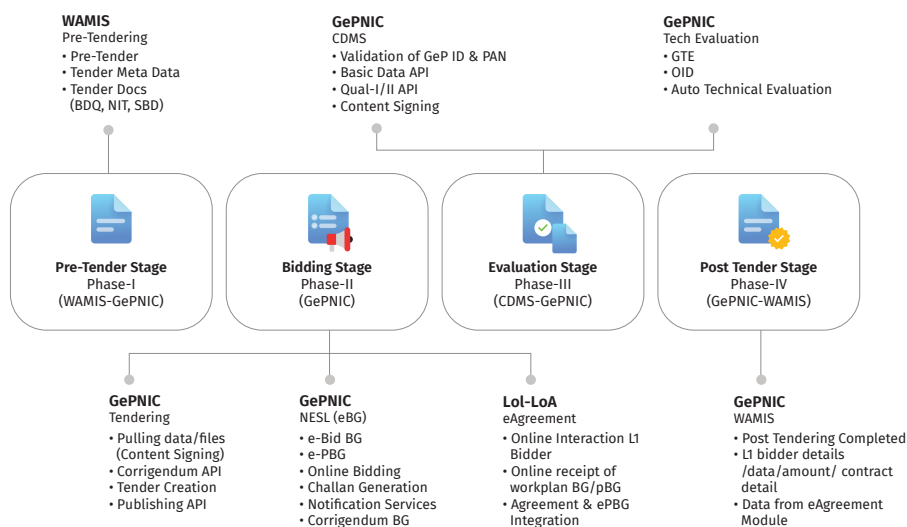 WAMIS
Pre-Tendering
• Pre-Tender
• Tender Meta Data
• Tender Docs
(BDQ, NIT, SBD)
GePNIC
CDMS
• Validation of GeP ID & PAN
• Basic Data API
• Qual-I/II API
• Content Signing
GePNIC
Tech Evaluation
• GTE
• OID
• Auto Technical Evaluation
Pre-Tender Stage
Phase-I
(WAMIS-GePNIC)
Bidding Stage
Phase-II
(GePNIC)
Evaluation Stage
Phase-III
(CDMS-GePNIC)
Post Tender Stage
Phase-IV
(GePNIC-WAMIS)
GePNIC
Tendering
• Pulling data/files
(Content Signing)
• Corrigendum API
• Tender Creation
• Publishing API
GePNIC
NESL (eBG)
• e-Bid BG
• e-PBG
• Online Bidding
• Challan Generation
• Notification Services
• Corrigendum BG
LoI-LoA
eAgreement
• Online Interaction L1
Bidder
• Online receipt of
workplan BG/pBG
• Agreement & ePBG
Integration
GePNIC
WAMIS
• Post Tendering Completed
• L1 bidder details
/data/amount/ contract
detail
• Data from eAgreement
Module